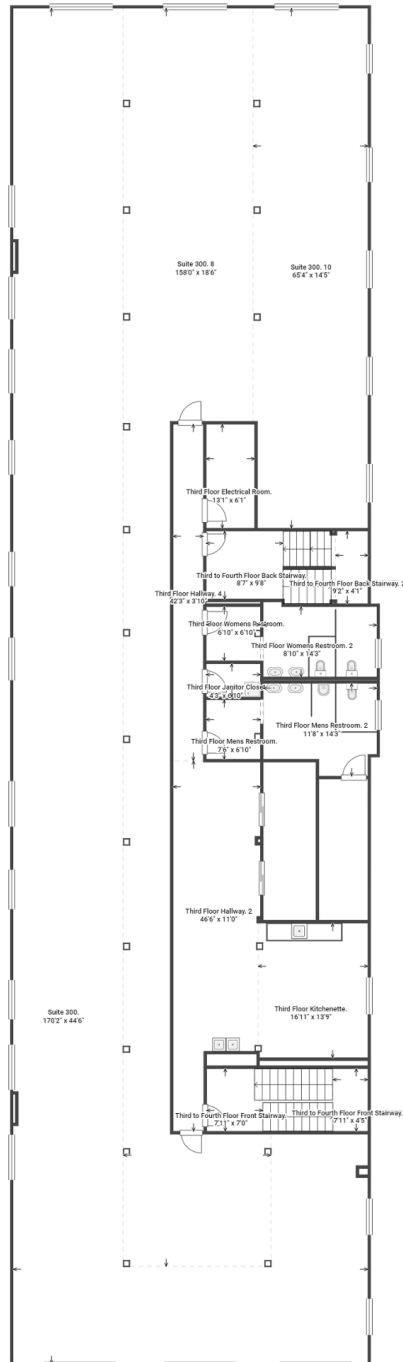 Suite 300. 8
158'0" x 18'6"
Suite 300. 10
65'4" x 14'5"
Third Floor Electrical Room.
13'1" x 6'1"
Third to Fourth Floor Back Stairway.
8'7" x 9'8"
Third to Fourth Floor Back Stairway. 2
9'2" x 4'1"
Third Floor Hallway. 4
42'3" x 3'10"
Third Floor Womens Restroom.
6'10" x 6'10"
Third Floor Womens Restroom. 2
8'10" x 14'3"
Third Floor Janitor Closet.
4'3" x 6'10"
Third Floor Mens Restroom. 2
11'8" x 14'3"
Third Floor Mens Restroom.
7'6" x 6'10"
Third Floor Hallway. 2
46'6" x 11'0"
Suite 300.
170'2" x 44'6"
Third Floor Kitchenette.
16'11" x 13'9"
Third to Fourth Floor Front Stairway.
7'11" x 7'0"
Third to Fourth Floor Front Stairway.
7'11" x 4'5"